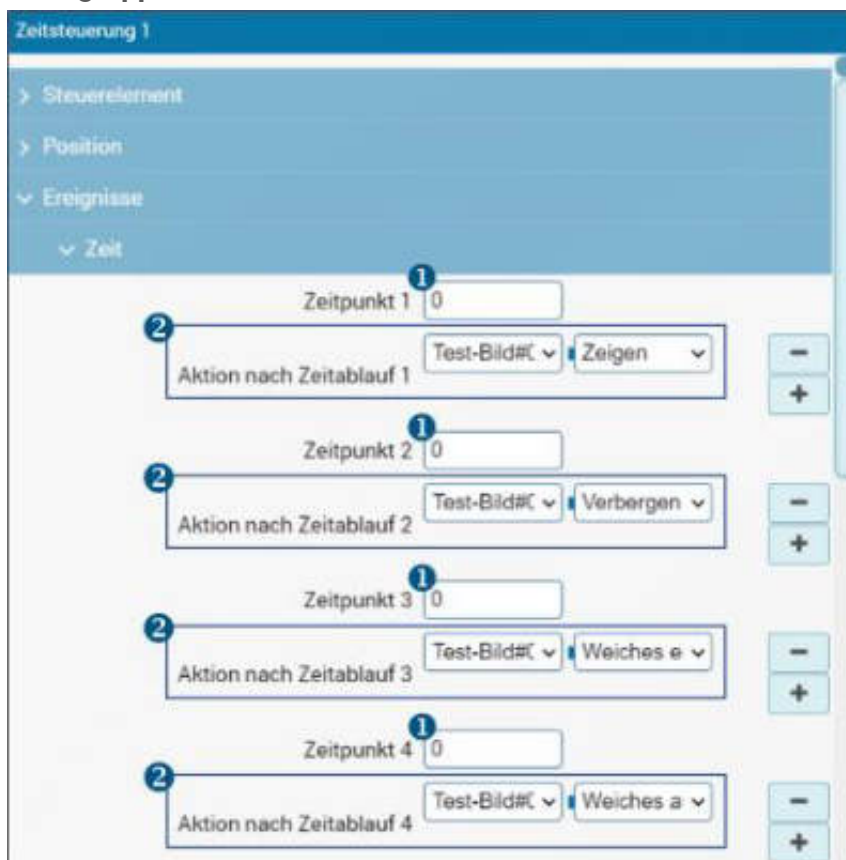 Zeitsteuerung 1
Steuerelement
Position
Ereignisse
Zeit
1
Zeitpunkt 1 0
2
Test-Bild#( Zeigen
Aktion nach Zeitablauf 1
1
Zeitpunkt 2 0
2
Test-Bild#( Verbergen
Aktion nach Zeitablauf 2
1
Zeitpunkt 3 0
2
Test-Bild#( Weiches e
Aktion nach Zeitablauf 3
1
Zeitpunkt 4 0
2
Test-Bild#( Weiches a
Aktion nach Zeitablauf 4